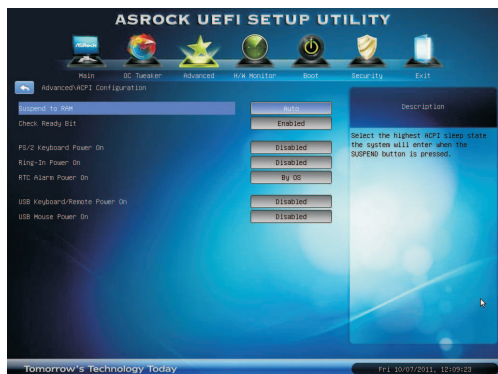 ASROCK UEFI SETUP UTILITY
ASRock
Main OC Tweaker Advanced H/W Monitor Boot Security Exit
Advanced\ACPI Configuration
Suspend to RAM Auto
Check Ready Bit Enabled
PS/2 Keyboard Power On Disabled
Ring-In Power On Disabled
RTC Alarm Power On By OS
USB Keyboard/Remote Power On Disabled
USB Mouse Power On Disabled
Description
Select the highest ACPI sleep state
the system will enter when the
SUSPEND button is pressed.
Tomorrow's Technology Today
Fri 10/07/2011, 12:09:23